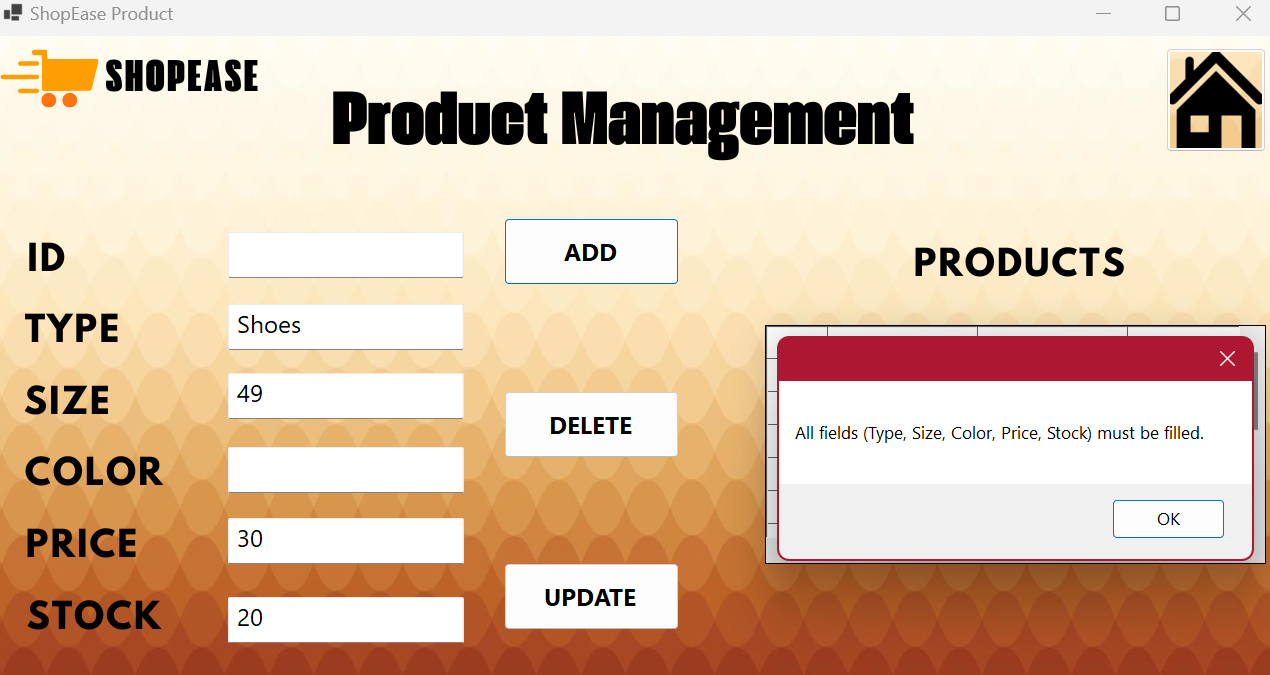 ShopEase Product
SHOPEASE
Product Management
ID
ADD
PRODUCTS
TYPE
Shoes
SIZE
49
DELETE
All fields (Type, Size, Color, Price, Stock) must be filled.
COLOR
OK
PRICE
30
UPDATE
STOCK
20